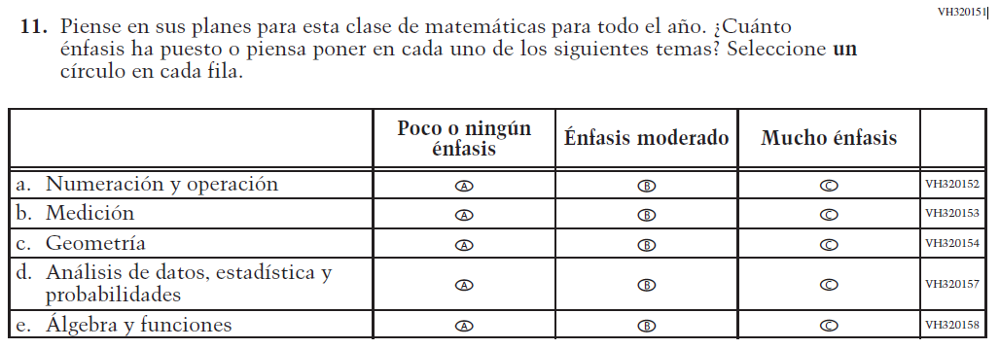 VH320151
11. Piense en sus planes para esta clase de matemáticas para todo el año. ¿Cuánto
énfasis ha puesto o piensa poner en cada uno de los siguientes temas? Seleccione un
círculo en cada fila.
Poco o ningún
énfasis
Énfasis moderado
Mucho énfasis
a. Numeración y operación A B C VH320152
b. Medición A B C VH320153
c. Geometría A B C VH320154
d. Análisis de datos, estadística y
probabilidades A B C VH320157
e. Álgebra y funciones A B C VH320158